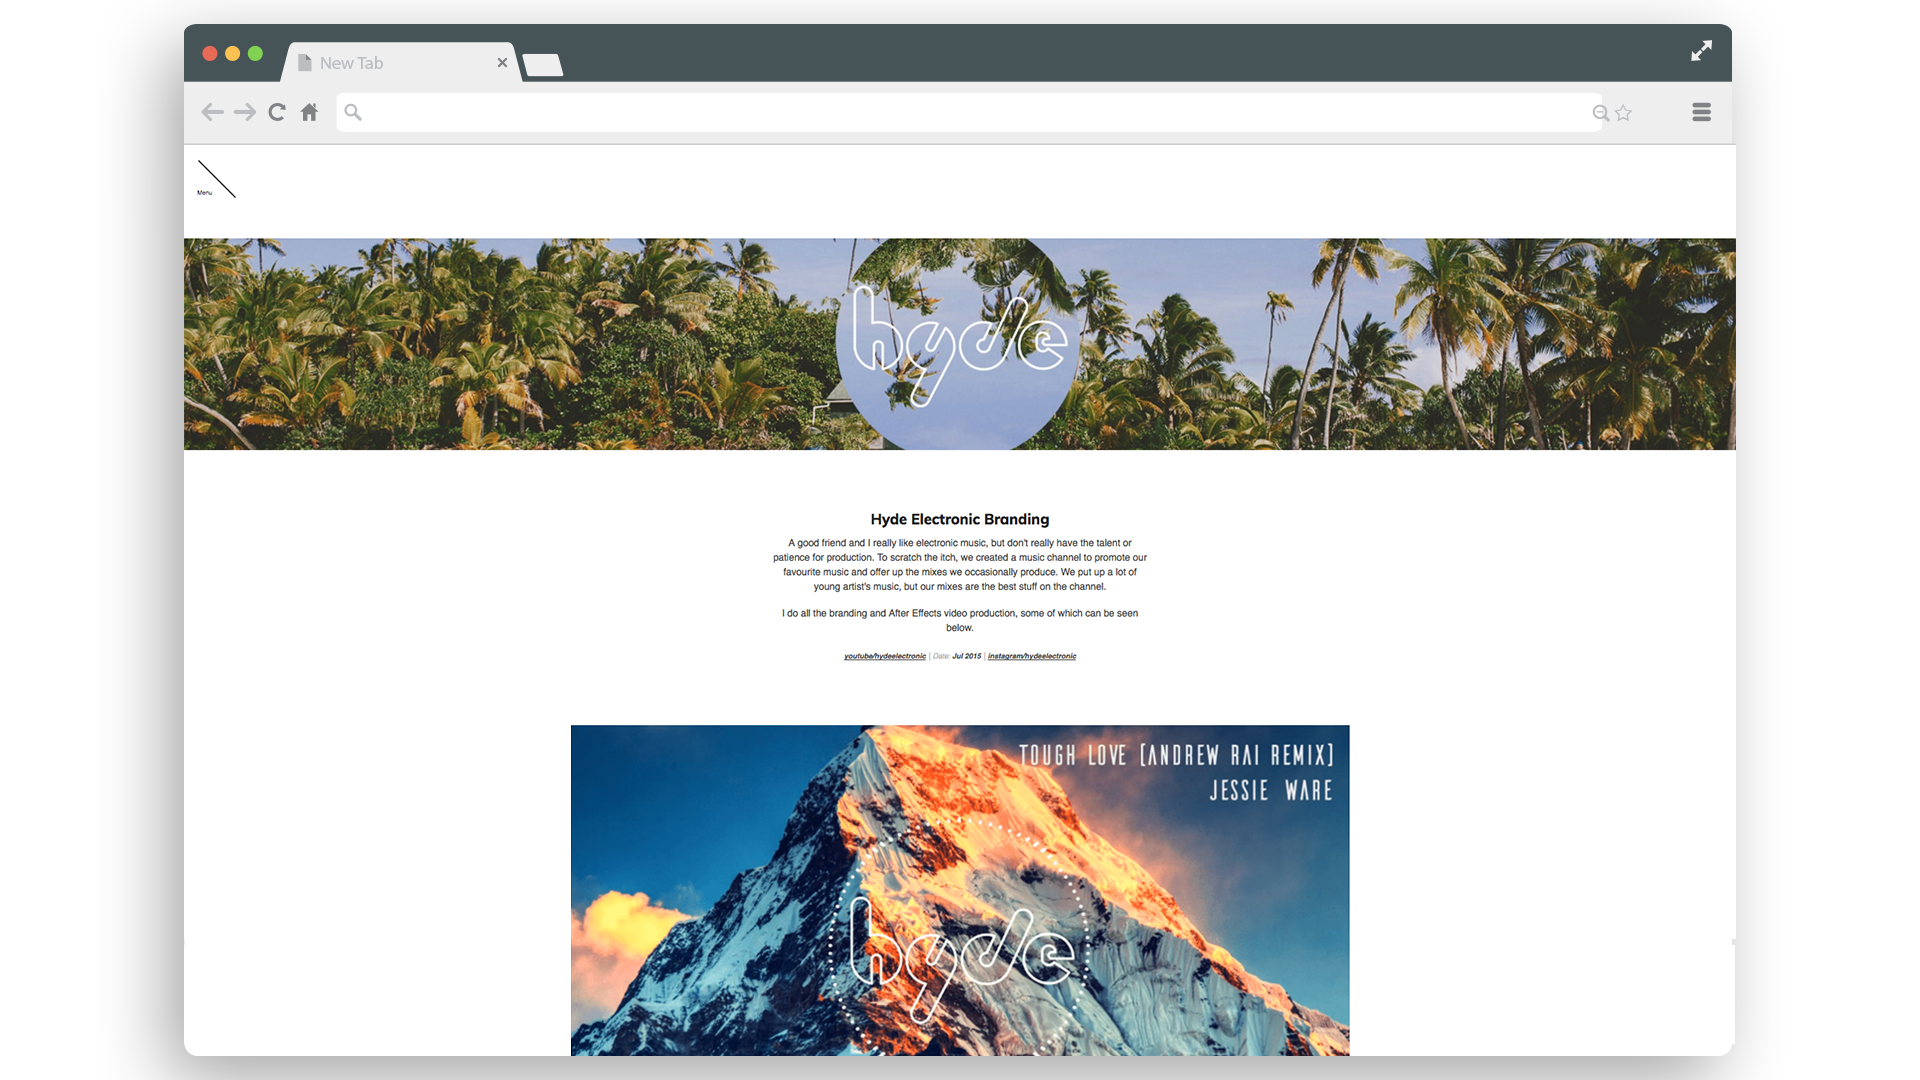 New Tab
Menu
hyde
Hyde Electronic Branding
A good friend and I really like electronic music, but don't really have the talent or
patience for production. To scratch the itch, we created a music channel to promote our
favourite music and offer up the mixes we occasionally produce. We put up a lot of
young artist's music, but our mixes are the best stuff on the channel.
I do all the branding and After Effects video production, some of which can be seen
below.
youtube/hydeelectronic | Date: Jul 2015 | instagram/hydeelectronic
TOUGH LOVE [ANDREW RAI REMIX]
JESSIE WARE
hyde